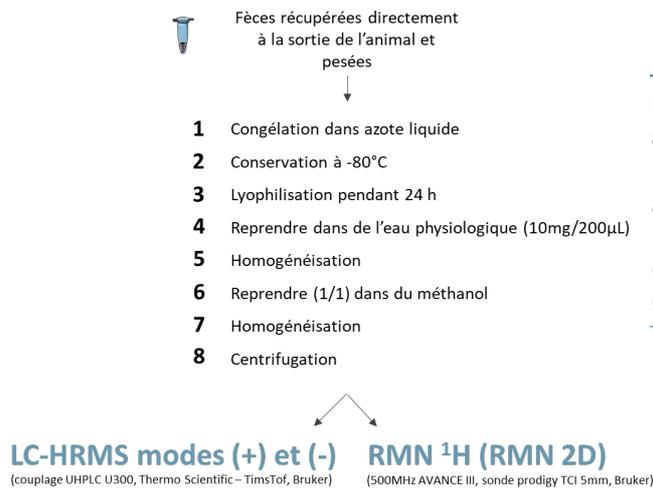 Fèces récupérées directement
à la sortie de l’animal et
pesées
1 Congélation dans azote liquide
2 Conservation à -80°C
3 Lyophilisation pendant 24 h
4 Reprendre dans de l’eau physiologique (10mg/200µL)
5 Homogénéisation
6 Reprendre (1/1) dans du méthanol
7 Homogénéisation
8 Centrifugation
LC-HRMS modes (+) et (-) RMN ¹H (RMN 2D)
(couplage UHPLC U300, Thermo Scientific – TimsTof, Bruker) (500MHz AVANCE III, sonde prodigy TCI 5mm, Bruker)